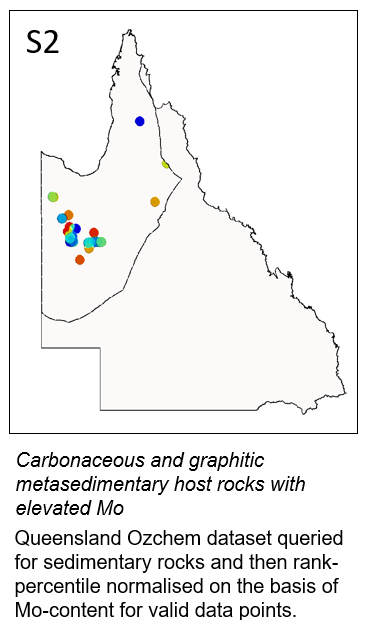 S2
Carbonaceous and graphitic
metasedimentary host rocks with
elevated Mo
Queensland Ozchem dataset queried
for sedimentary rocks and then rank-
percentile normalised on the basis of
Mo-content for valid data points.